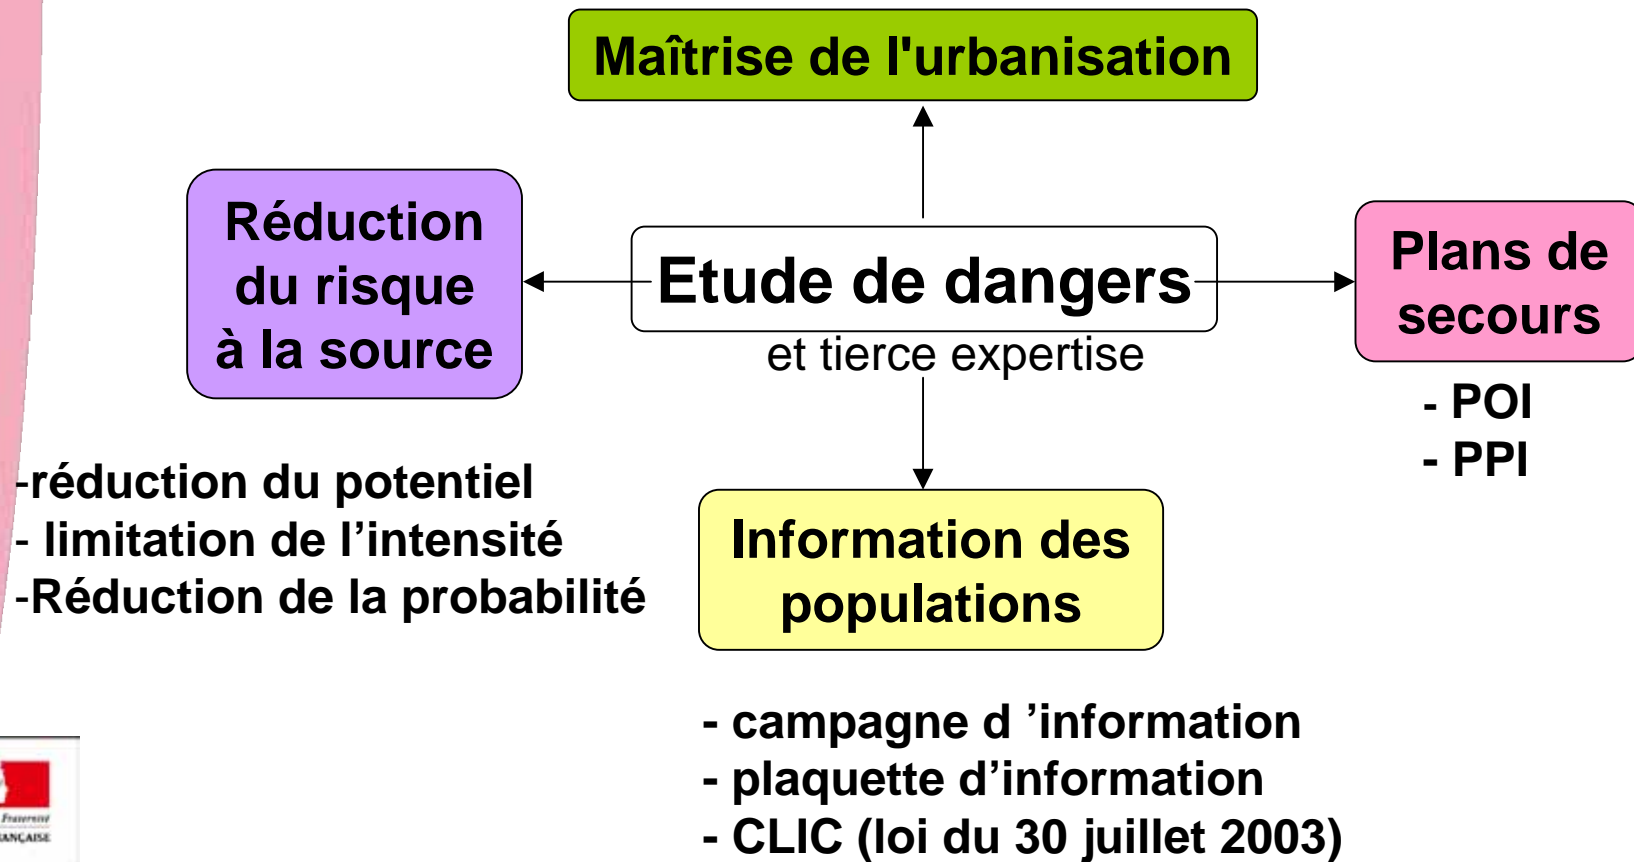 Maîtrise de l'urbanisation
Réduction
du risque
à la source
Etude de dangers
et tierce expertise
Plans de
secours
- POI
- PPI
-réduction du potentiel
- limitation de l’intensité
-Réduction de la probabilité
Information des
populations
- campagne d ’information
- plaquette d’information
- CLIC (loi du 30 juillet 2003)
Fraternité
RANÇAISE